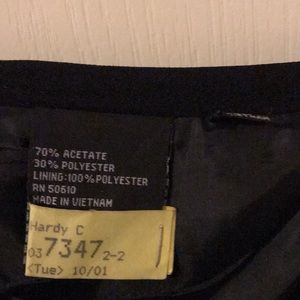 70% ACETATE
30% POLYESTER
LINING:100% POLYESTER
RN 50610
MADE IN VIETNAM
Hardy C
03 7347 2-2
<Tue> 10/01